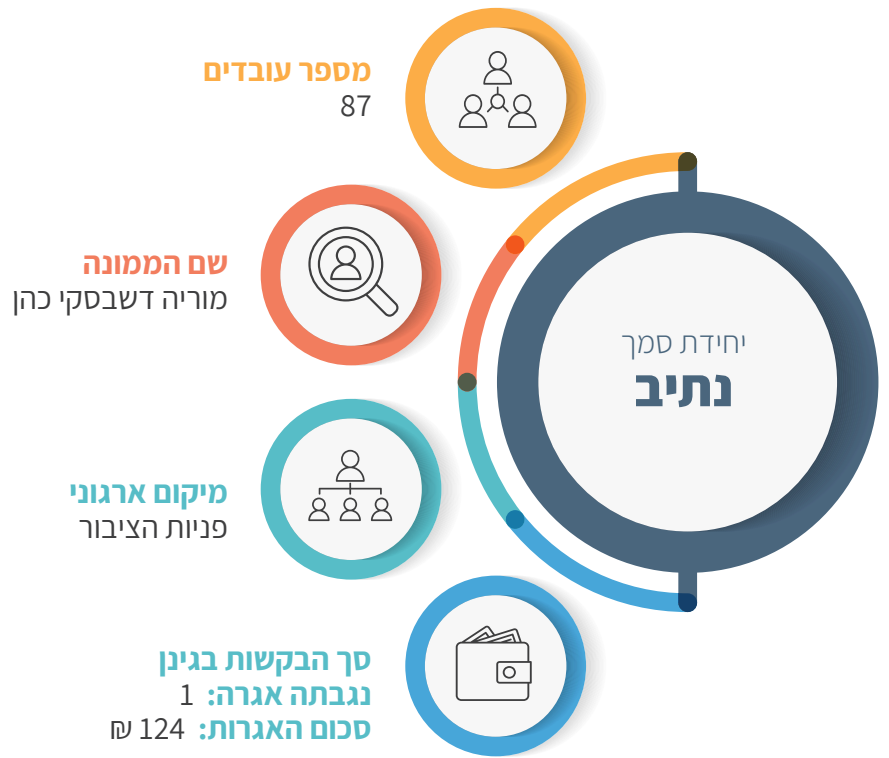 מספר עובדים
87
שם הממונה
מוריה דשבסקי כהן
יחידת סמך
נתיב
מיקום ארגוני
פניות הציבור
סך הבקשות בגינן
נגבתה אגרה: 1
סכום האגרות: 124 ₪